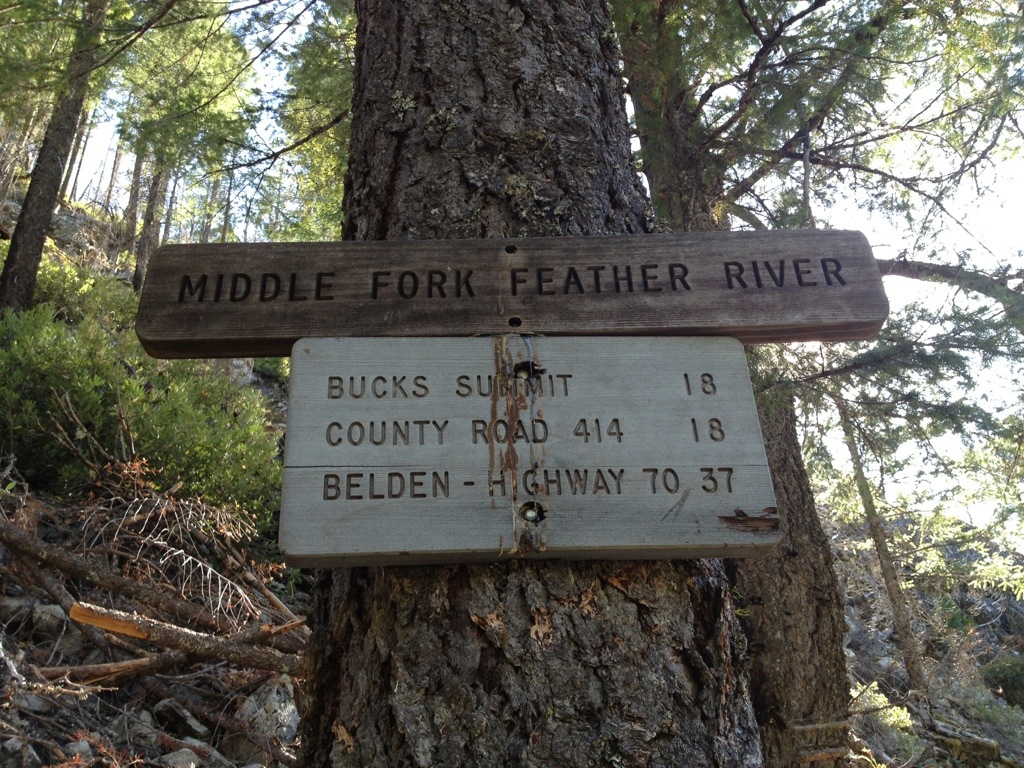 MIDDLE FORK FEATHER RIVER
BUCKS SUMMIT 18
COUNTY ROAD 414 18
BELDEN - HIGHWAY 70 37